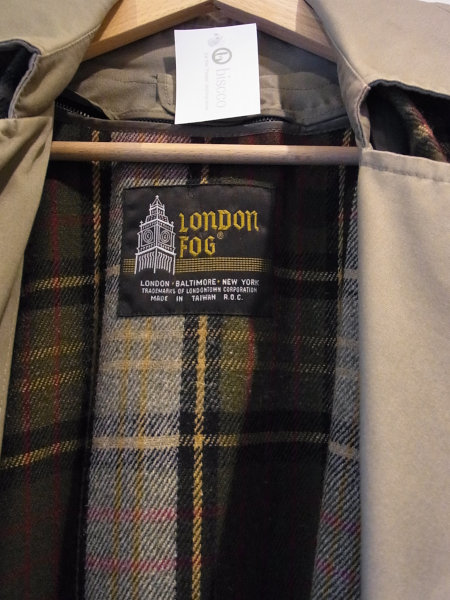 bisoco
LONDON
FOG®
LONDON · BALTIMORE · NEW YORK
TRADEMARKS OF LONDONTOWN CORPORATION
MADE IN TAIWAN R.O.C.